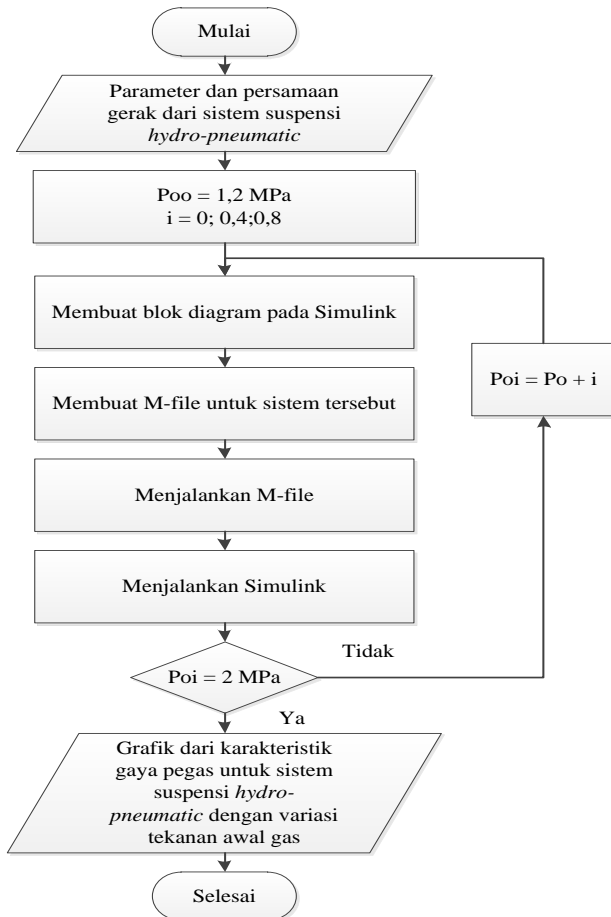 Mulai
Parameter dan persamaan
gerak dari sistem suspensi
hydro-pneumatic
Poo = 1,2 MPa
i = 0; 0,4;0,8
Membuat blok diagram pada Simulink
Poi = Po + i
Membuat M-file untuk sistem tersebut
Menjalankan M-file
Menjalankan Simulink
Tidak
Poi = 2 MPa
Ya
Grafik dari karakteristik
gaya pegas untuk sistem
suspensi hydro-
pneumatic dengan variasi
tekanan awal gas
Selesai